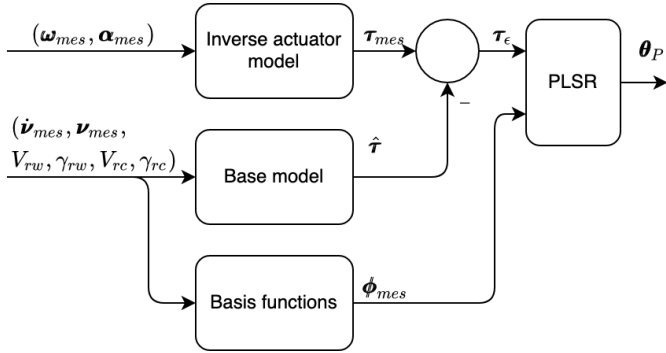 (𝝎_mes, 𝜶_mes)
Inverse actuator
model
𝝉_mes
𝝉_ϵ
PLSR
𝜽_P
(𝝂̇_mes, 𝝂_mes,
V_rw, γ_rw, V_rc, γ_rc)
Base model
𝝉̂
−
Basis functions
𝝓_mes